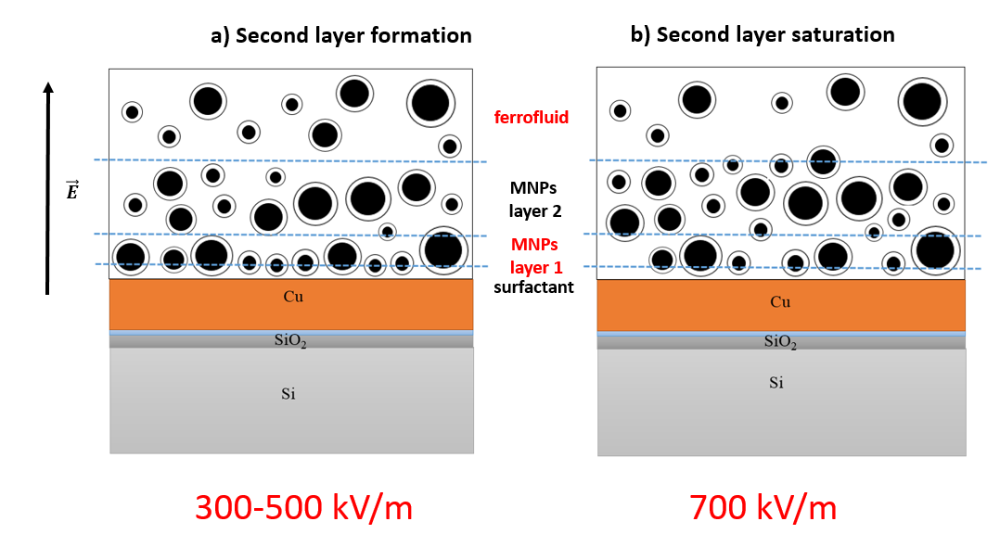 a) Second layer formation
b) Second layer saturation
ferrofluid
E
MNPs
layer 2
MNPs
layer 1
surfactant
Cu
Cu
SiO₂
SiO₂
Si
Si
300-500 kV/m
700 kV/m